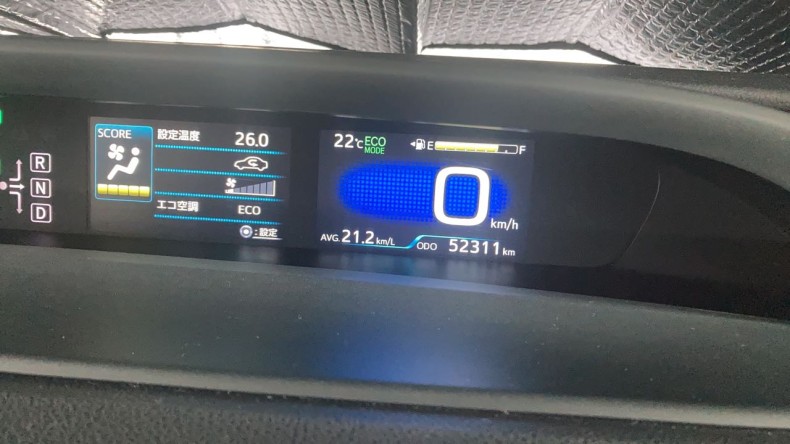 R
N
D
SCORE
設定温度 26.0
エコ空調 ECO
:設定
22℃ ECO MODE
E F
0 km/h
AVG. 21.2 km/L
ODO 52311 km